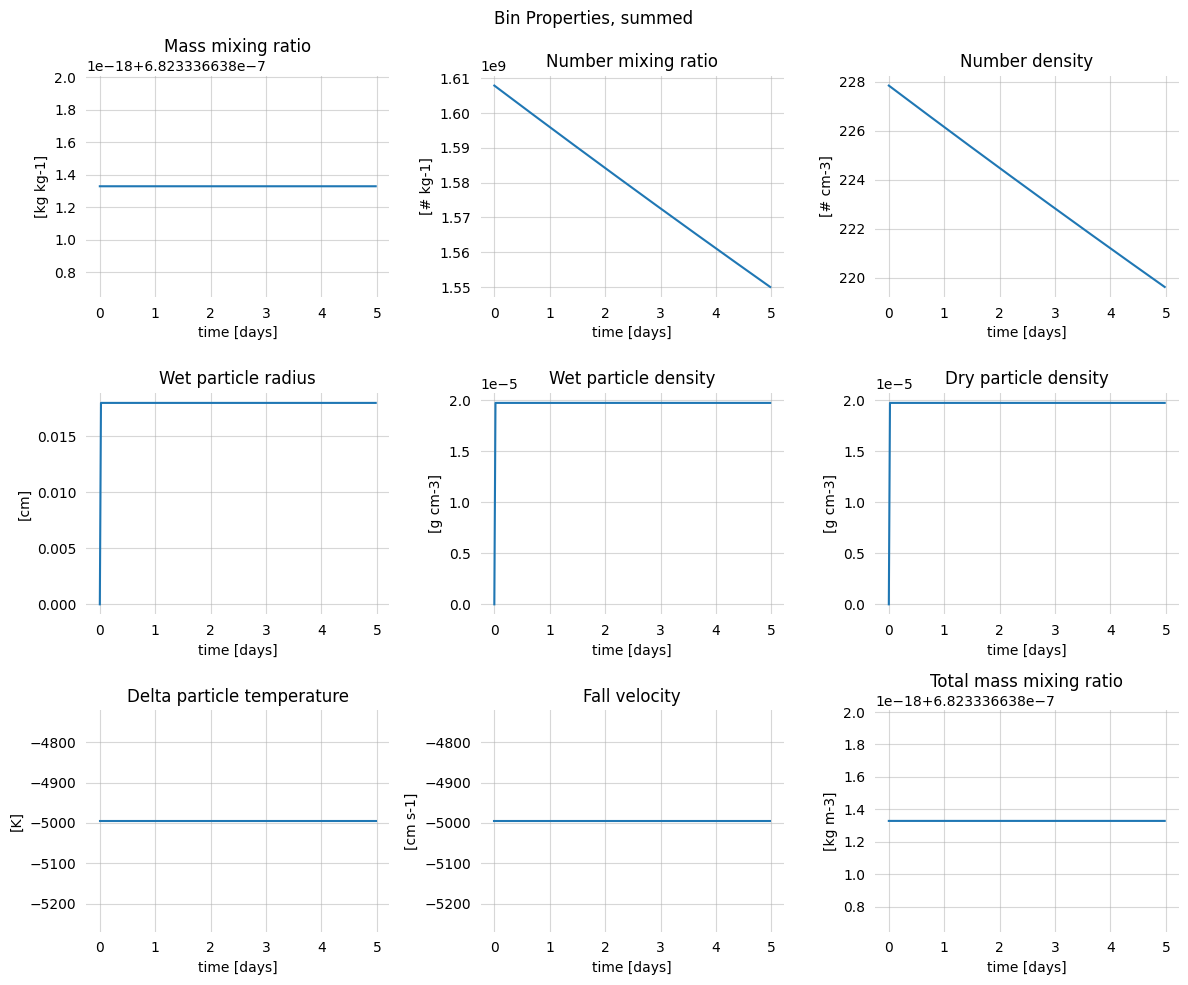 Bin Properties, summed
Mass mixing ratio
1e−18+6.823336638e−7
2.0
1.8
1.6
1.4
1.2
1.0
0.8
[kg kg-1]
0 1 2 3 4 5
time [days]
Number mixing ratio
1e9
1.61
1.60
1.59
1.58
1.57
1.56
1.55
[# kg-1]
0 1 2 3 4 5
time [days]
Number density
228
226
224
222
220
[# cm-3]
0 1 2 3 4 5
time [days]
Wet particle radius
0.015
0.010
0.005
0.000
[cm]
0 1 2 3 4 5
time [days]
Wet particle density
1e−5
2.0
1.5
1.0
0.5
0.0
[g cm-3]
0 1 2 3 4 5
time [days]
Dry particle density
1e−5
2.0
1.5
1.0
0.5
0.0
[g cm-3]
0 1 2 3 4 5
time [days]
Delta particle temperature
−4800
−4900
−5000
−5100
−5200
[K]
0 1 2 3 4 5
time [days]
Fall velocity
−4800
−4900
−5000
−5100
−5200
[cm s-1]
0 1 2 3 4 5
time [days]
Total mass mixing ratio
1e−18+6.823336638e−7
2.0
1.8
1.6
1.4
1.2
1.0
0.8
[kg m-3]
0 1 2 3 4 5
time [days]